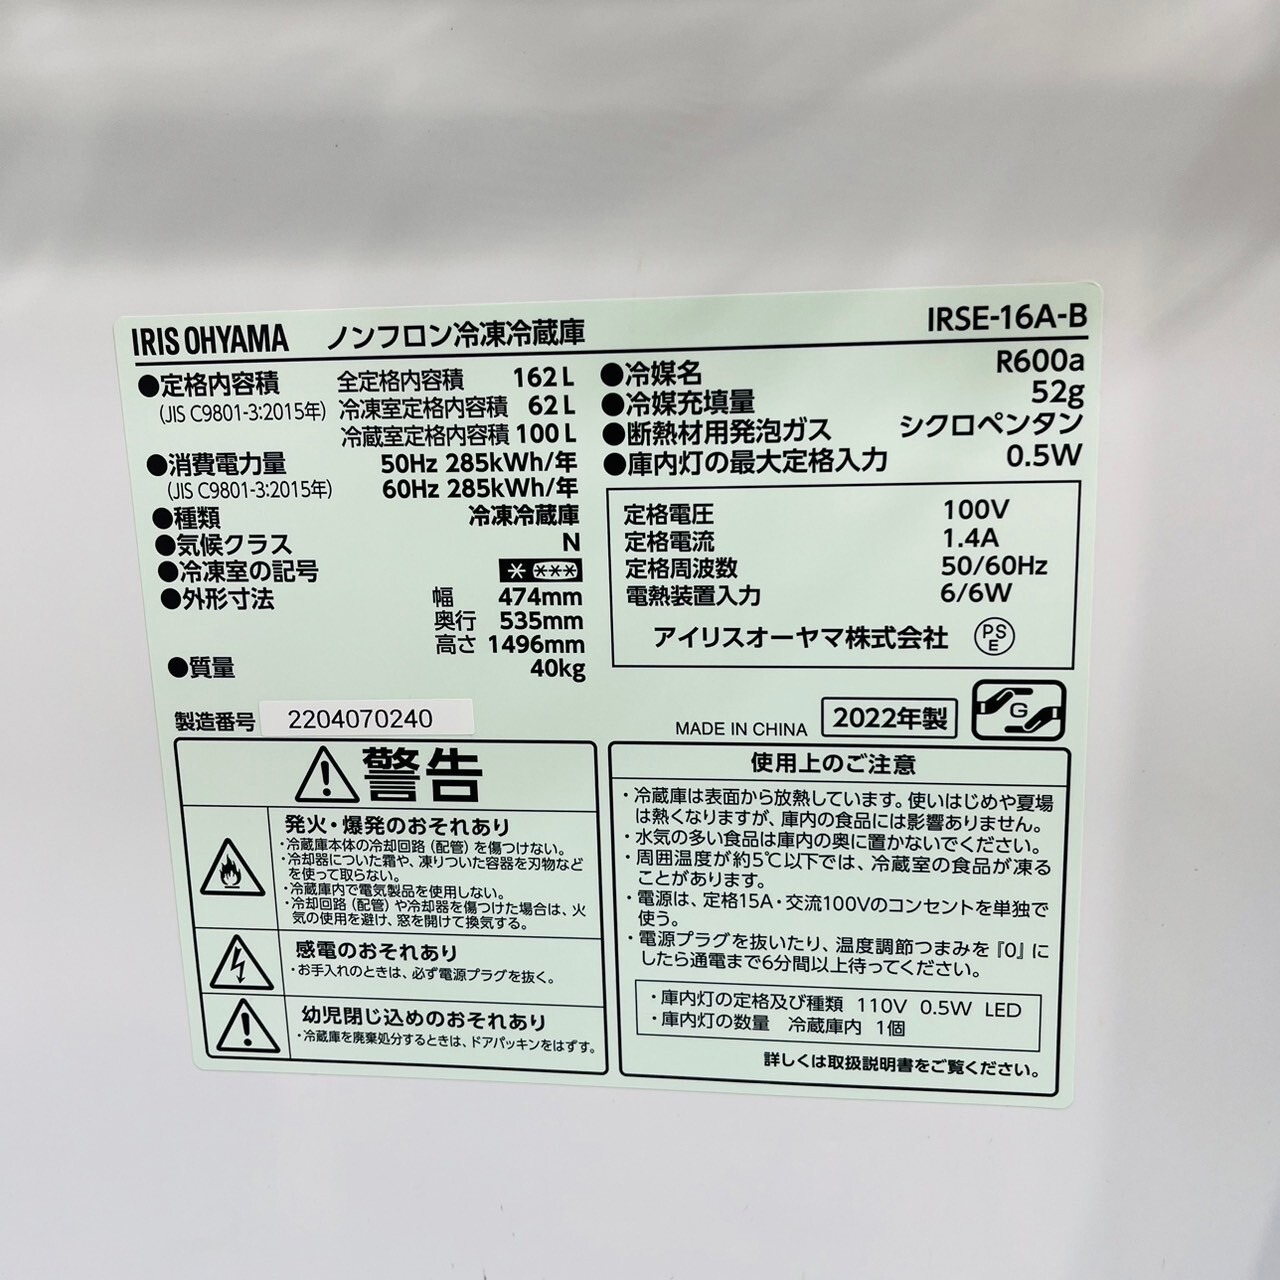 IRIS OHYAMA ノンフロン冷凍冷蔵庫 IRSE-16A-B
●定格内容積 全定格内容積 162L
(JIS C9801-3:2015年) 冷凍室定格内容積 62L
冷蔵室定格内容積 100L
●消費電力量 50Hz 285kWh/年
(JIS C9801-3:2015年) 60Hz 285kWh/年
●種類 冷凍冷蔵庫
●気候クラス N
●冷凍室の記号 * ***
●外形寸法 幅 474mm
奥行 535mm
高さ 1496mm
●質量 40kg
●冷媒名 R600a
●冷媒充填量 52g
●断熱材用発泡ガス シクロペンタン
●庫内灯の最大定格入力 0.5W
定格電圧 100V
定格電流 1.4A
定格周波数 50/60Hz
電熱装置入力 6/6W
アイリスオーヤマ株式会社 PSE
製造番号 2204070240
MADE IN CHINA 2022年製 G
警告
発火・爆発のおそれあり
・冷蔵庫本体の冷却回路(配管)を傷つけない。
・冷却器についた霜や、凍りついた容器を刃物など
を使って取らない。
・冷蔵庫内で電気製品を使用しない。
・冷却回路(配管)や冷却器を傷つけた場合は、火
気の使用を避け、窓を開けて換気する。
感電のおそれあり
・お手入れのときは、必ず電源プラグを抜く。
幼児閉じ込めのおそれあり
・冷蔵庫を廃棄処分するときは、ドアパッキンをはずす。
使用上のご注意
・冷蔵庫は表面から放熱しています。使いはじめや夏場
は熱くなりますが、庫内の食品には影響ありません。
・水気の多い食品は庫内の奥に置かないでください。
・周囲温度が約5℃以下では、冷蔵室の食品が凍る
ことがあります。
・電源は、定格15A・交流100Vのコンセントを単独で
使う。
・電源プラグを抜いたり、温度調節つまみを『0』に
したら通電まで6分間以上待ってください。
・庫内灯の定格及び種類 110V 0.5W LED
・庫内灯の数量 冷蔵庫内 1個
詳しくは取扱説明書をご覧ください。